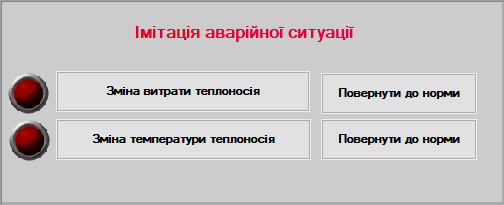 Імітація аварійної ситуації
Зміна витрати теплоносія
Повернути до норми
Зміна температури теплоносія
Повернути до норми